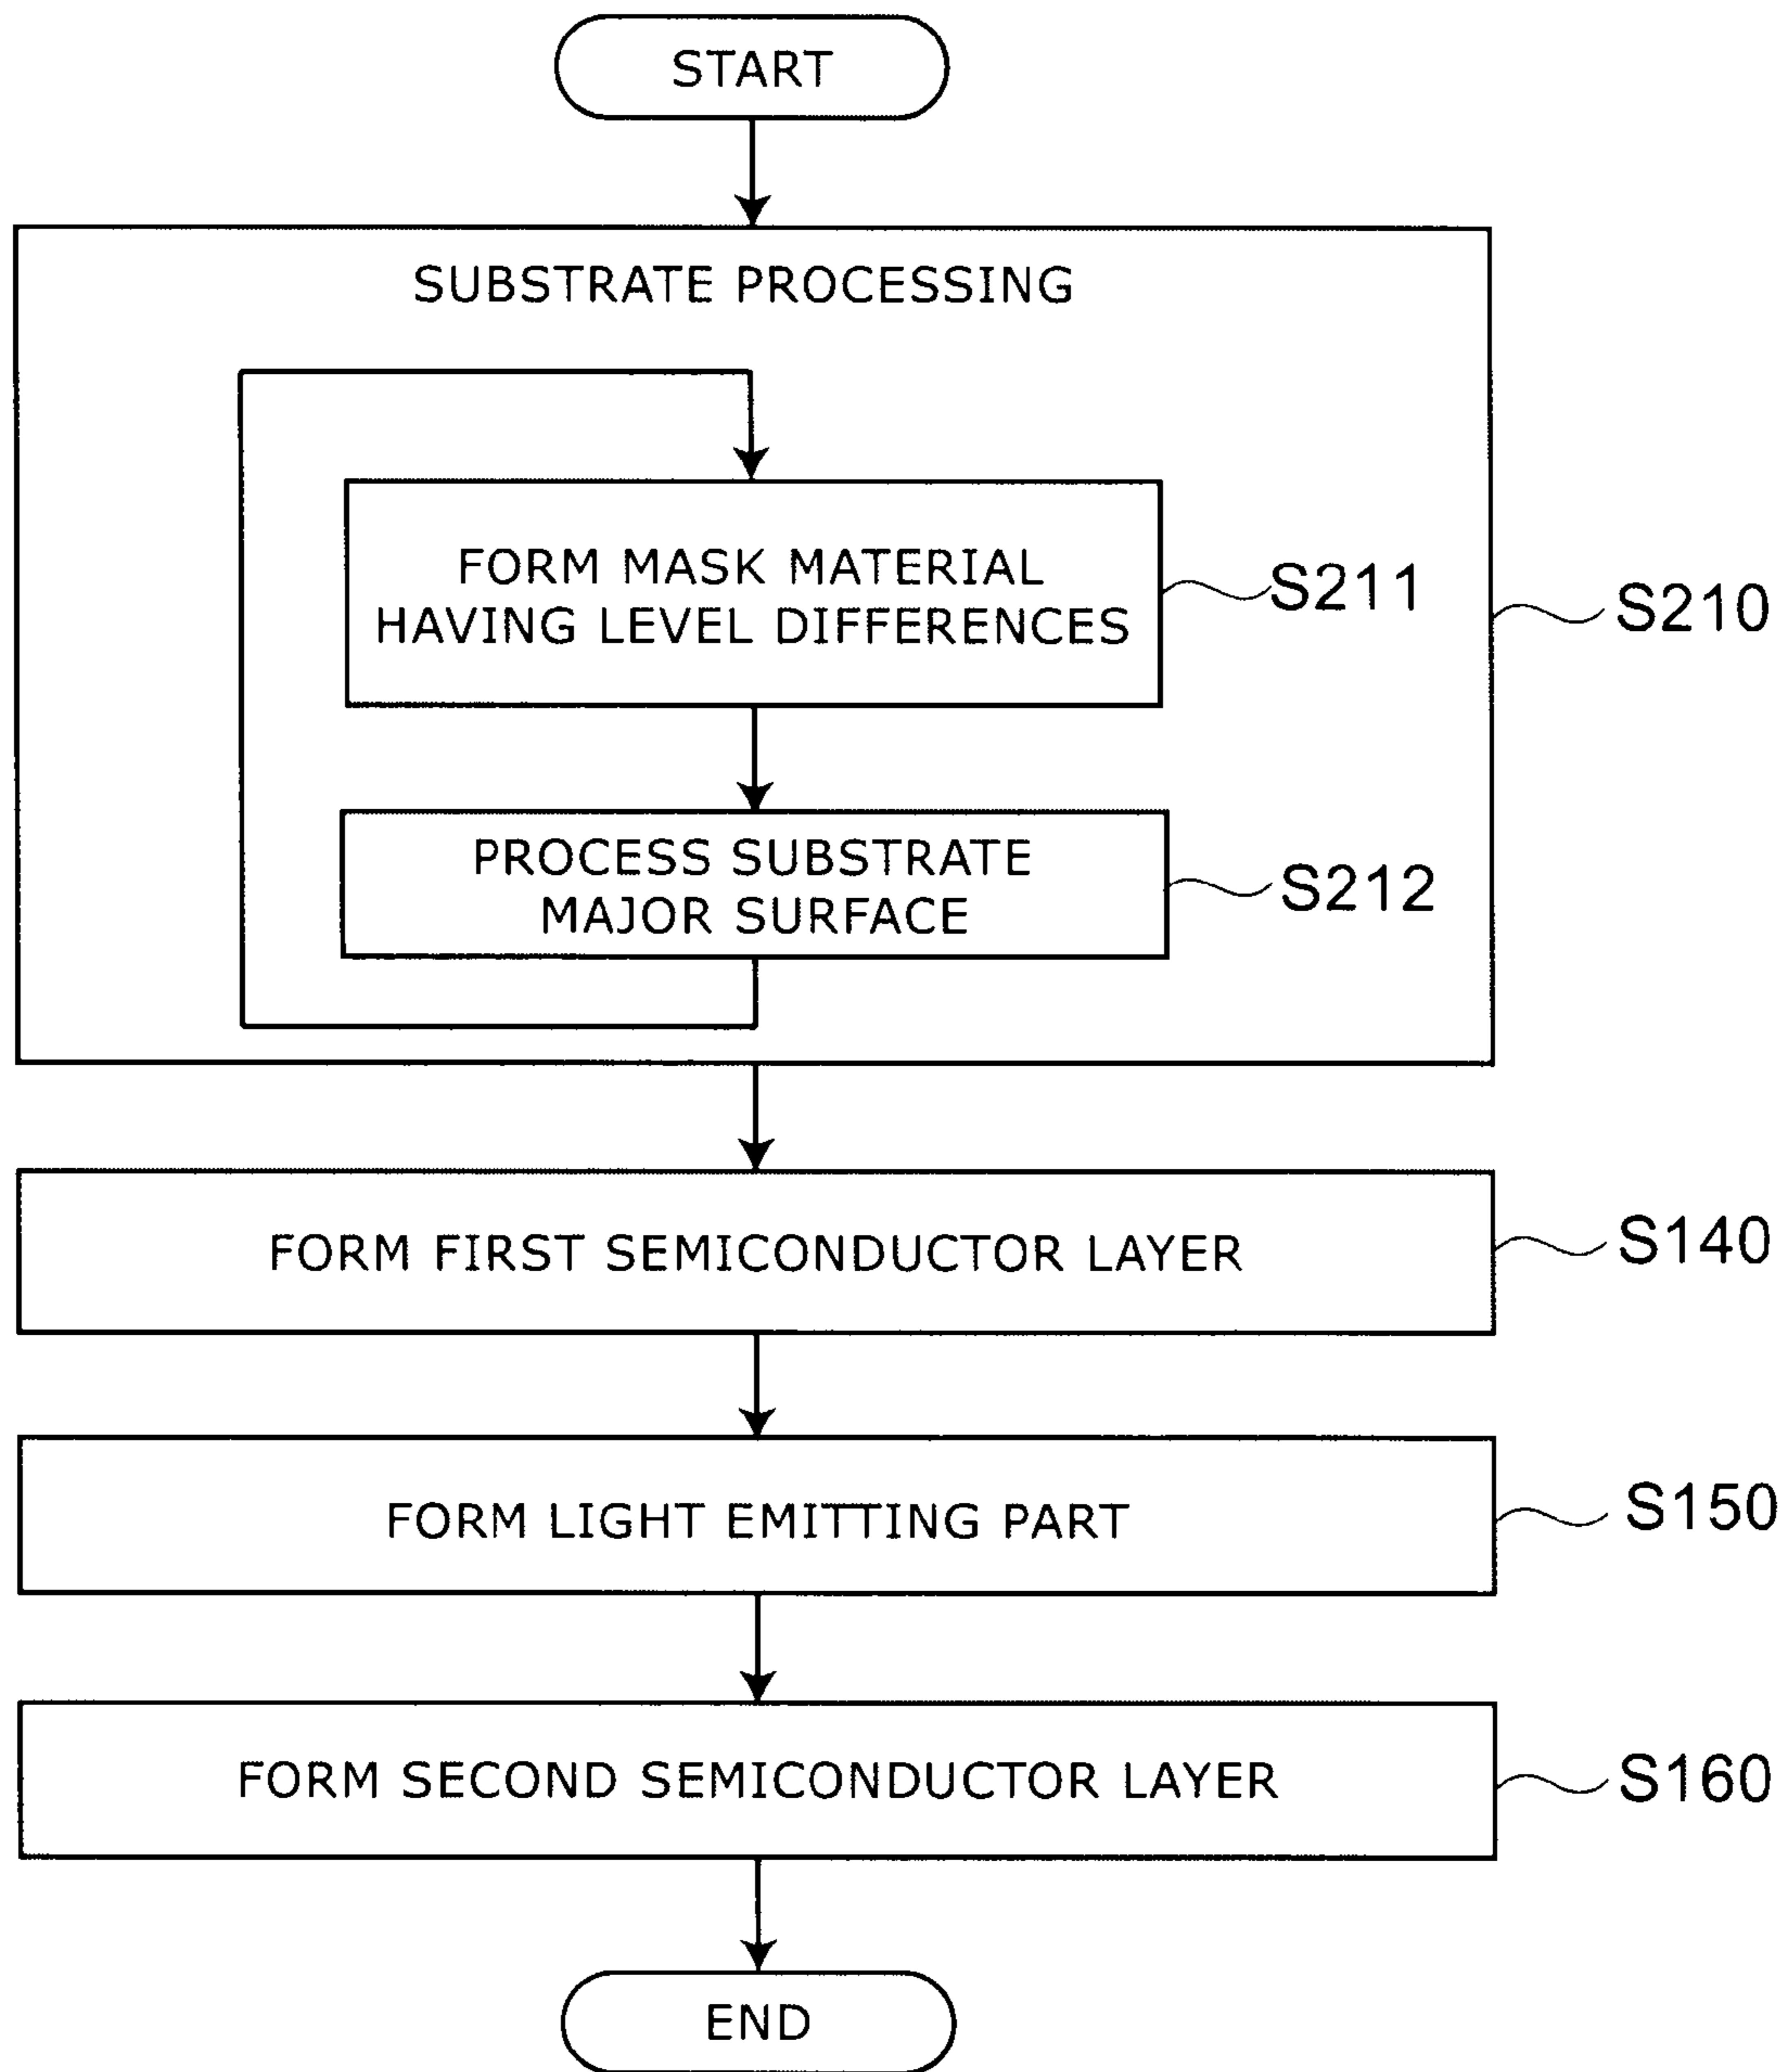 START
SUBSTRATE PROCESSING
FORM MASK MATERIAL
HAVING LEVEL DIFFERENCES
S211
S210
PROCESS SUBSTRATE
MAJOR SURFACE
S212
FORM FIRST SEMICONDUCTOR LAYER
S140
FORM LIGHT EMITTING PART
S150
FORM SECOND SEMICONDUCTOR LAYER
S160
END